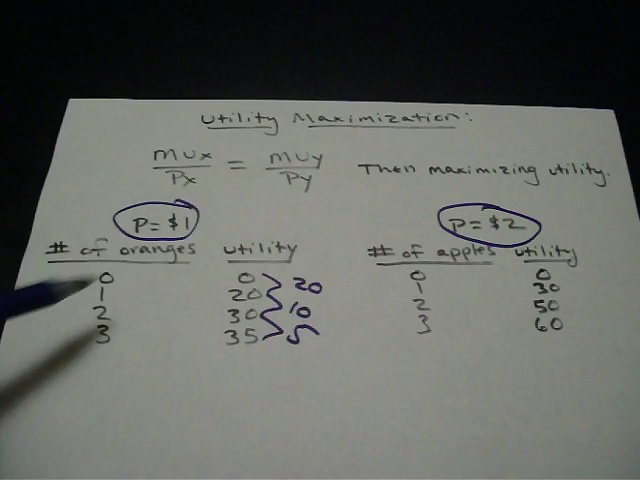 Utility Maximization:
MUx/Px = MUy/Py Then maximizing utility.
P=$1 P=$2
# of oranges utility # of apples utility
0 0 0 0
1 20 1 30
2 30 2 50
3 35 3 60
20
10
5